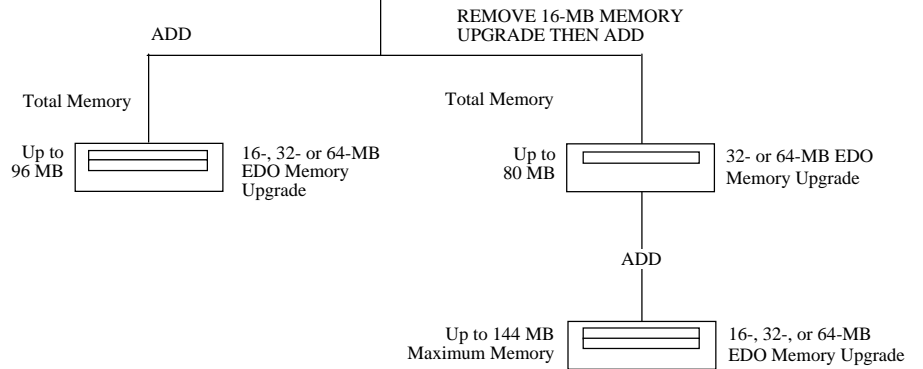 REMOVE 16-MB MEMORY
UPGRADE THEN ADD
ADD
Total Memory
Total Memory
Up to
96 MB
16-, 32- or 64-MB
EDO Memory
Upgrade
Up to
80 MB
32- or 64-MB EDO
Memory Upgrade
ADD
Up to 144 MB
Maximum Memory
16-, 32-, or 64-MB
EDO Memory Upgrade